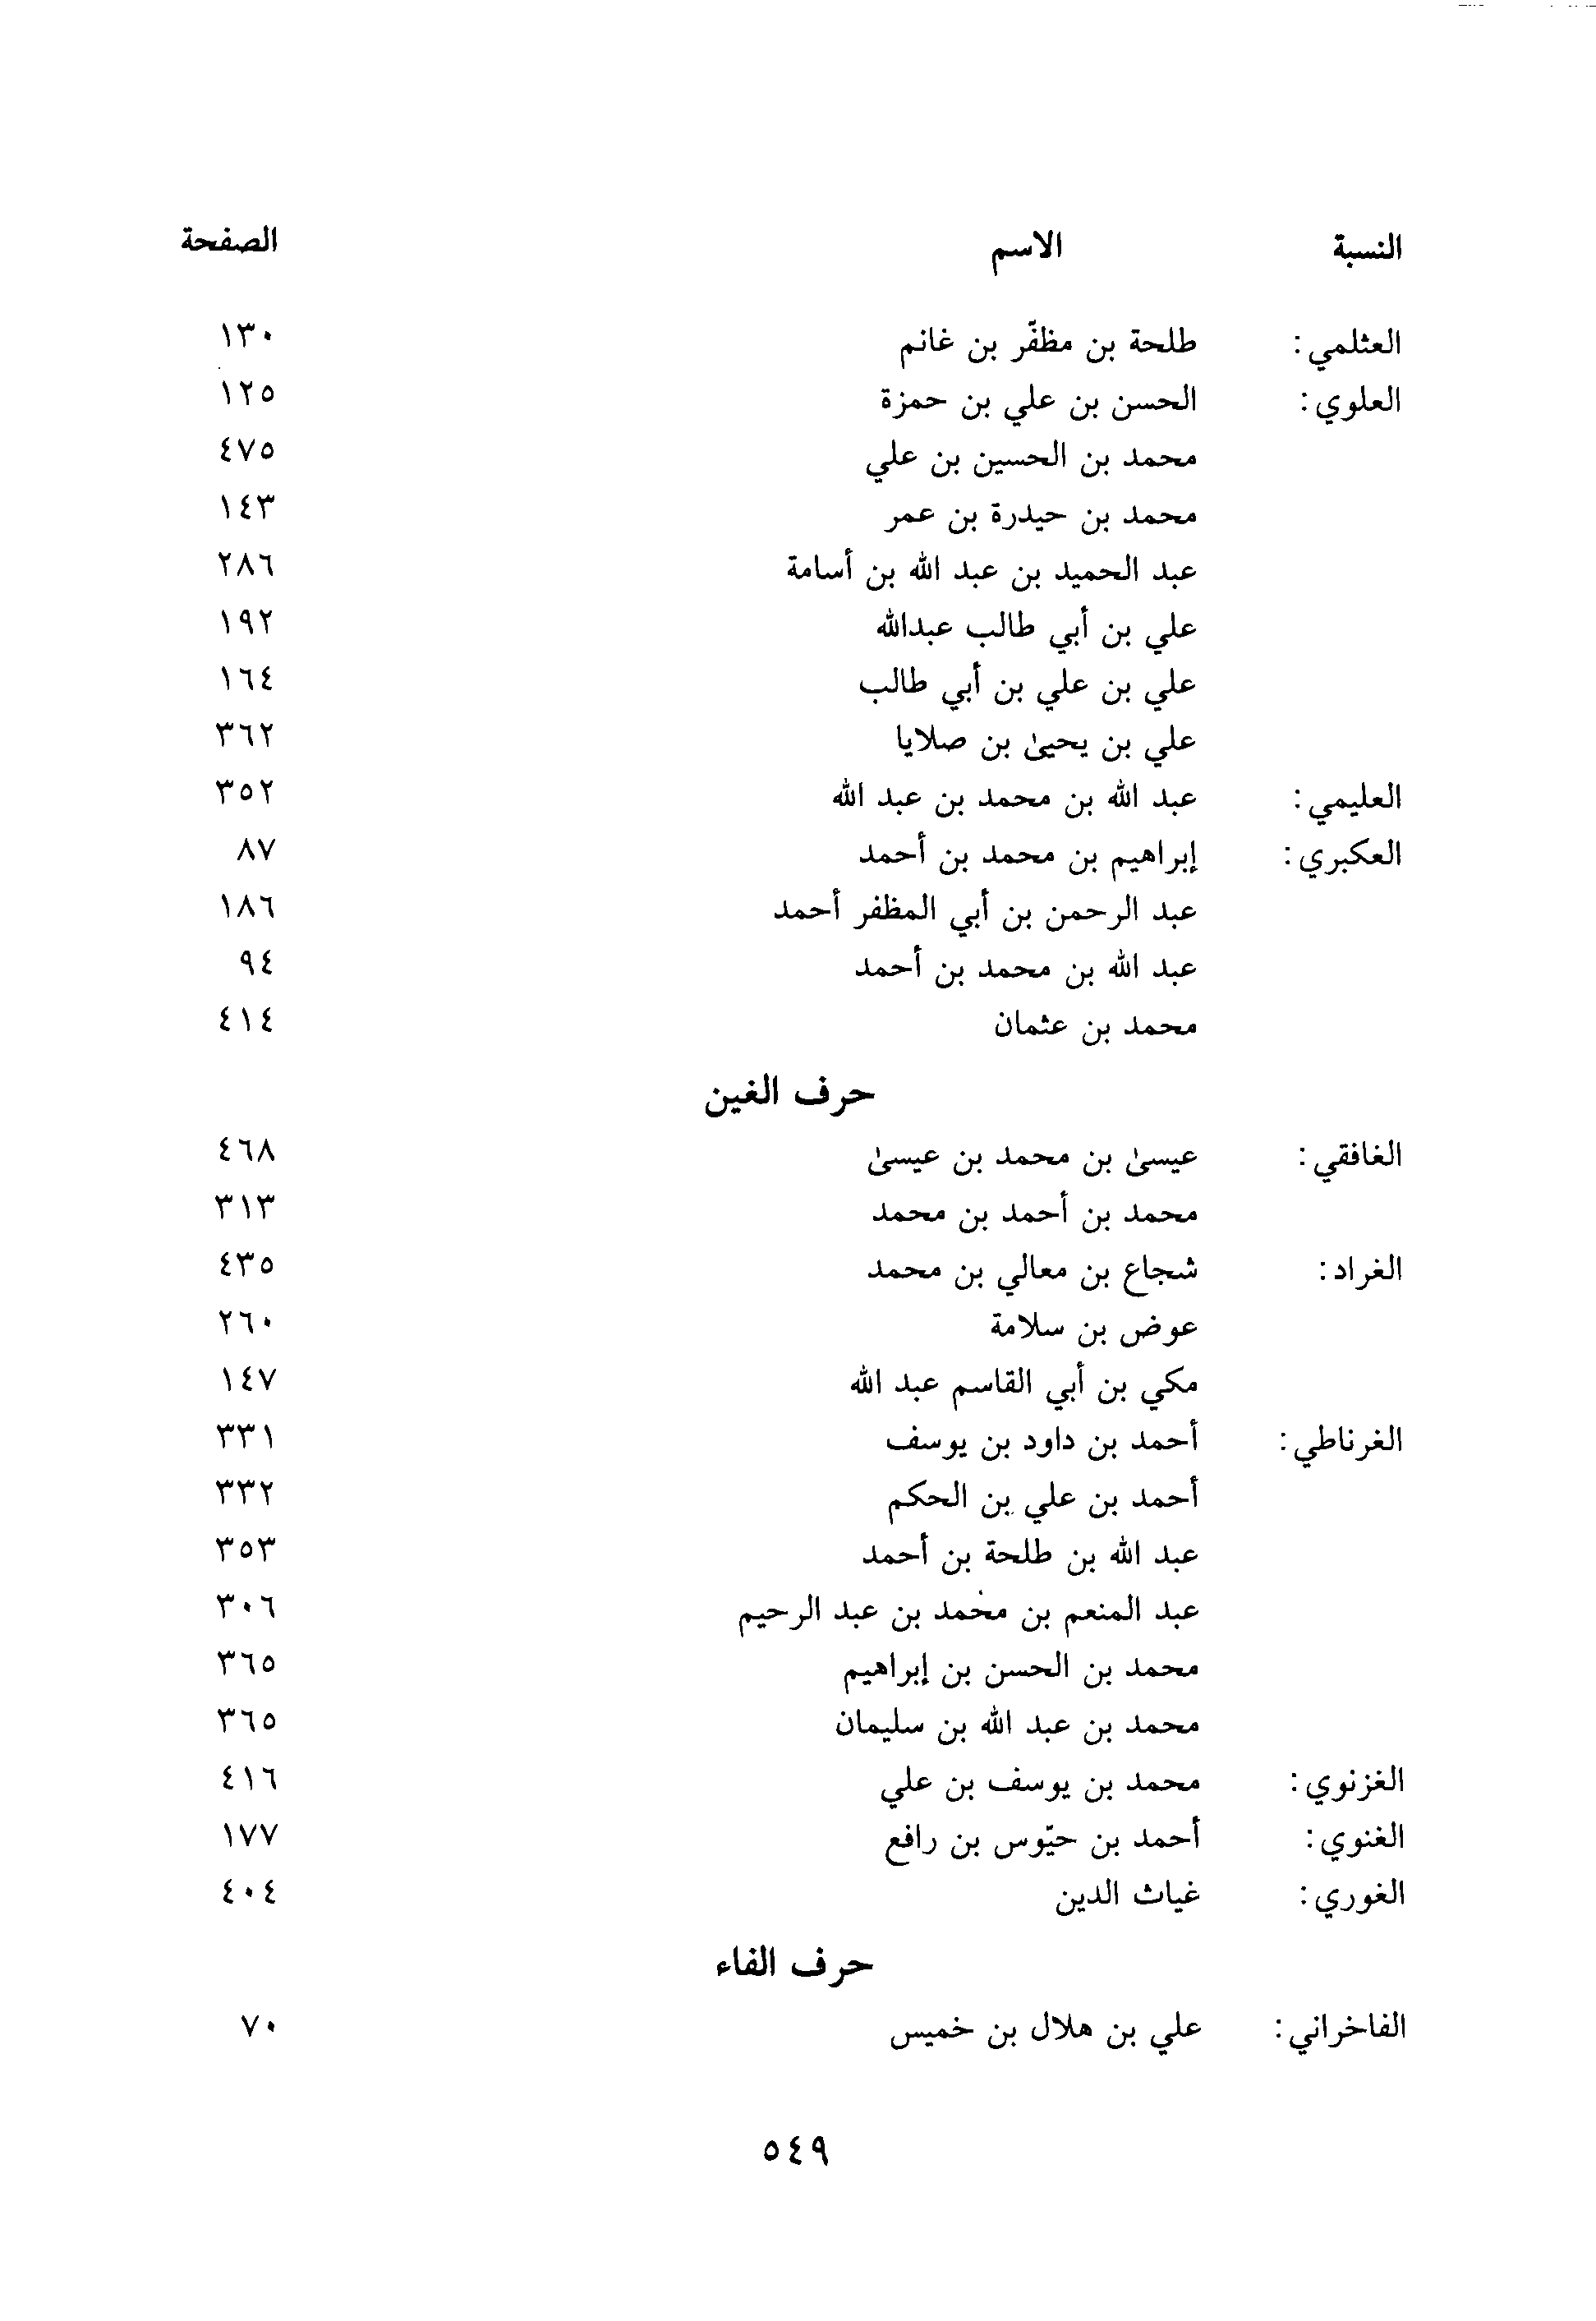 النسبة الاسم الصفحة
العثلمي: طلحة بن مظفّر بن غانم ١٣٠
العلوي: الحسن بن علي بن حمزة ١٢٥
محمد بن الحسين بن علي ٤٧٥
محمد بن حيدرة بن عمر ١٤٣
عبد الحميد بن عبد الله بن أسامة ٢٨٦
علي بن أبي طالب عبدالله ١٩٢
علي بن علي بن أبي طالب ١٦٤
علي بن يحيىٰ بن صلايا ٣٦٢
العليمي: عبد الله بن محمد بن عبد الله ٣٥٢
العكبري: إبراهيم بن محمد بن أحمد ٨٧
عبد الرحمن بن أبي المظفر أحمد ١٨٦
عبد الله بن محمد بن أحمد ٩٤
محمد بن عثمان ٤١٤
حرف الغين
الغافقي: عيسىٰ بن محمد بن عيسىٰ ٤٦٨
محمد بن أحمد بن محمد ٣١٣
الغراد: شجاع بن معالي بن محمد ٤٣٥
عوض بن سلامة ٢٦٠
مكي بن أبي القاسم عبد الله ١٤٧
الغرناطي: أحمد بن داود بن يوسف ٣٣١
أحمد بن علي بن الحكم ٣٣٢
عبد الله بن طلحة بن أحمد ٣٥٣
عبد المنعم بن محمد بن عبد الرحيم ٣٠٦
محمد بن الحسن بن إبراهيم ٣٦٥
محمد بن عبد الله بن سليمان ٣٦٥
الغزنوي: محمد بن يوسف بن علي ٤١٦
الغنوي: أحمد بن حيّوس بن رافع ١٧٧
الغوري: غياث الدين ٤٠٤
حرف الفاء
الفاخراني: علي بن هلال بن خميس ٧٠
٥٤٩